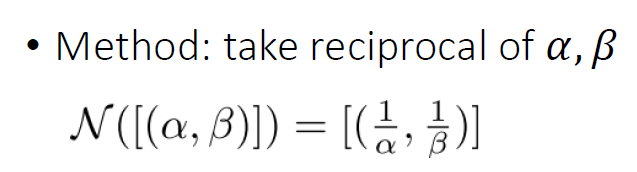 • Method: take reciprocal of α, β
𝒩([(α, β)]) = [(1/α, 1/β)]